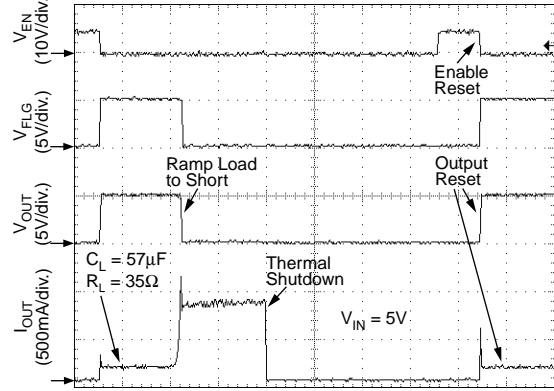 V_EN
(10V/div.)
Enable
Reset
V_FLG
(5V/div.)
Ramp Load
to Short
Output
Reset
V_OUT
(5V/div.)
C_L = 57µF
R_L = 35Ω
Thermal
Shutdown
V_IN = 5V
I_OUT
(500mA/div.)